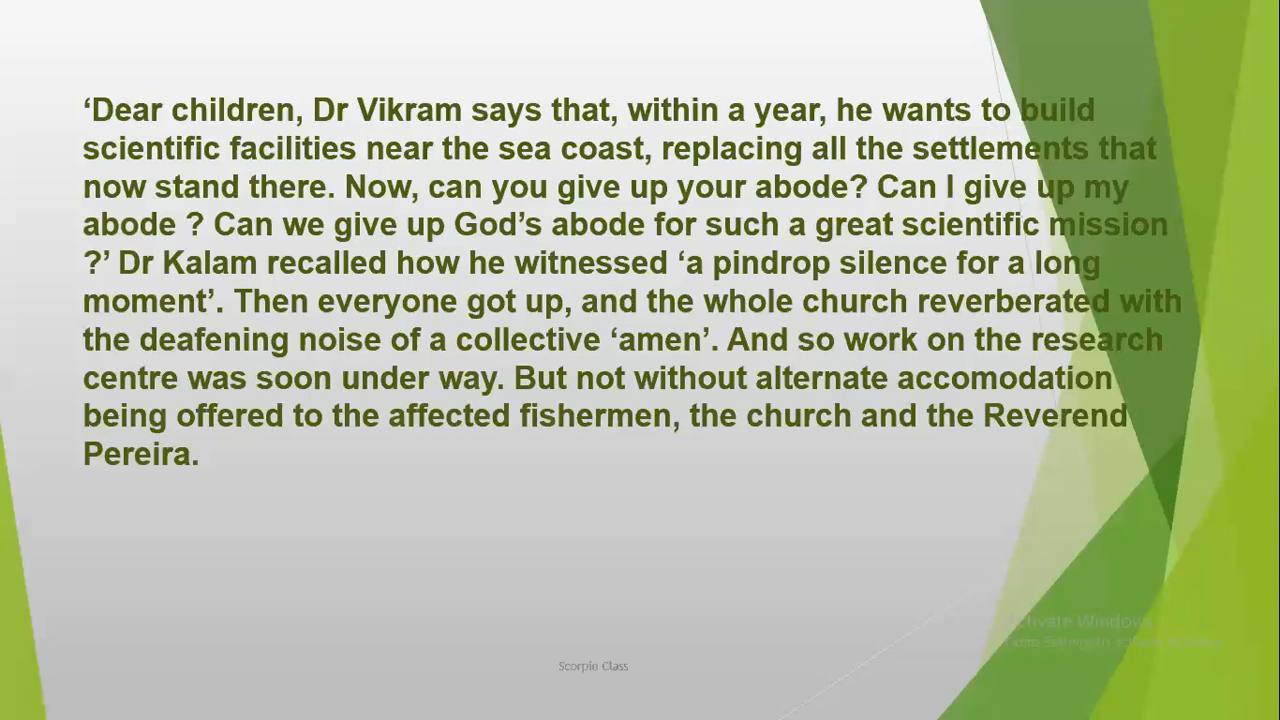 ‘Dear children, Dr Vikram says that, within a year, he wants to build
scientific facilities near the sea coast, replacing all the settlements that
now stand there. Now, can you give up your abode? Can I give up my
abode ? Can we give up God’s abode for such a great scientific mission
?’ Dr Kalam recalled how he witnessed ‘a pindrop silence for a long
moment’. Then everyone got up, and the whole church reverberated with
the deafening noise of a collective ‘amen’. And so work on the research
centre was soon under way. But not without alternate accomodation
being offered to the affected fishermen, the church and the Reverend
Pereira.
Activate Windows
Scorpio Class